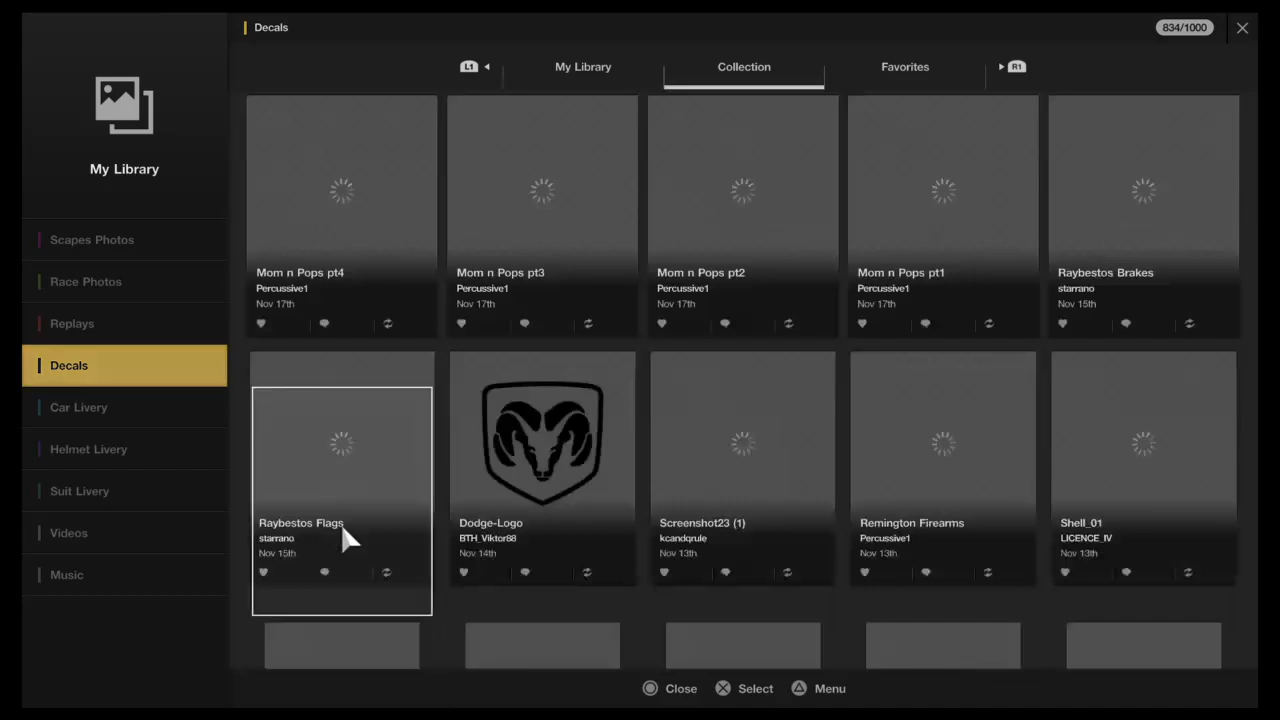 Decals
834/1000
L1
My Library
Collection
Favorites
R1
My Library
Scapes Photos
Race Photos
Replays
Decals
Car Livery
Helmet Livery
Suit Livery
Videos
Music
Mom n Pops pt4
Percussive1
Nov 17th
Mom n Pops pt3
Percussive1
Nov 17th
Mom n Pops pt2
Percussive1
Nov 17th
Mom n Pops pt1
Percussive1
Nov 17th
Raybestos Brakes
starrano
Nov 15th
Raybestos Flags
starrano
Nov 15th
Dodge-Logo
BTH_Viktor88
Nov 14th
Screenshot23 (1)
kcandqrule
Nov 13th
Remington Firearms
Percussive1
Nov 13th
Shell_01
LICENCE_IV
Nov 13th
Close
Select
Menu